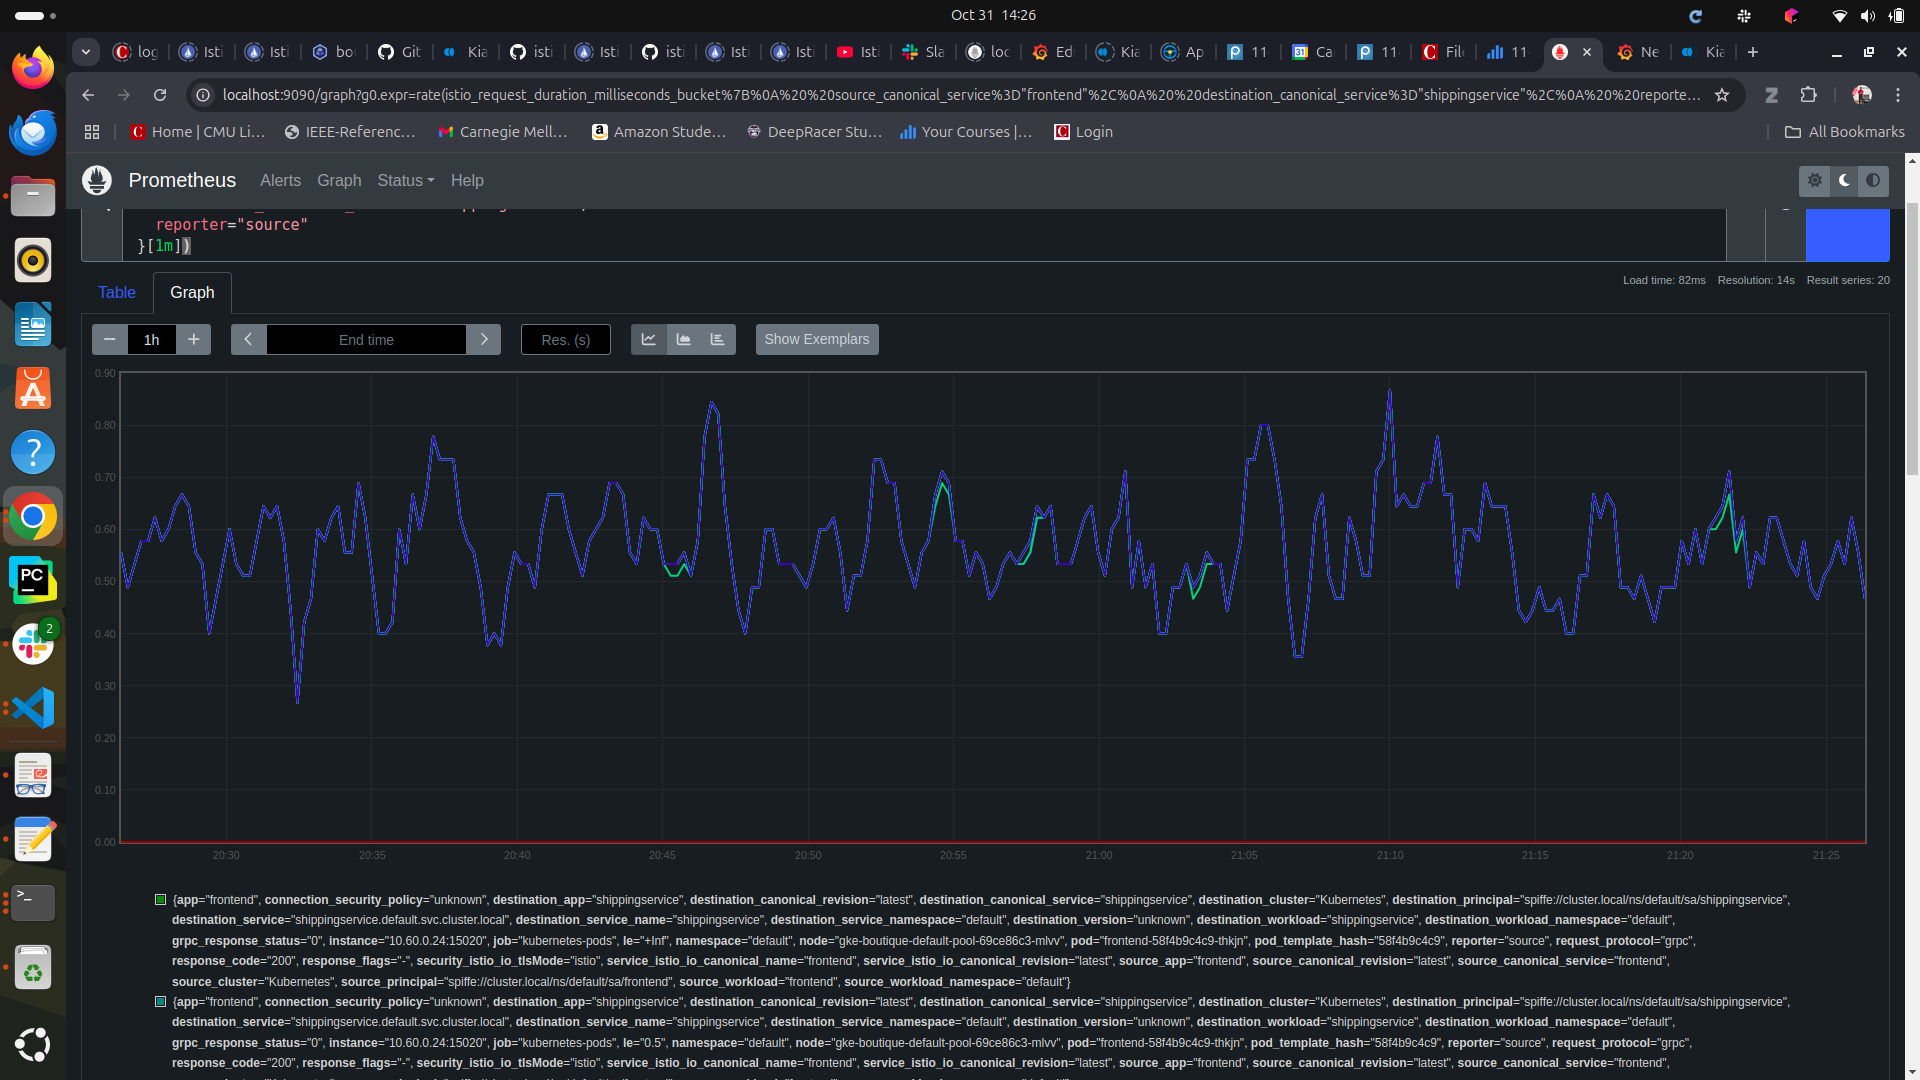 Oct 31 14:26
log
Isti
Isti
bo
Git
Kia
isti
Isti
isti
Isti
Isti
Isti
Sla
loc
Edi
Kia
Ap
11-
Ca
11-
File
11-
Ne
Kia
localhost:9090/graph?g0.expr=rate(istio_request_duration_milliseconds_bucket%7B%0A%20%20source_canonical_service%3D"frontend"%2C%0A%20%20destination_canonical_service%3D"shippingservice"%2C%0A%20%20reporte...
Home | CMU Li...
IEEE-Referenc...
Carnegie Mell...
Amazon Stude...
DeepRacer Stu...
Your Courses |...
Login
All Bookmarks
Prometheus Alerts Graph Status Help
reporter="source"
}[1m])
Table
Graph
Load time: 82ms Resolution: 14s Result series: 20
1h
End time
Res. (s)
Show Exemplars
0.90
0.80
0.70
0.60
0.50
0.40
0.30
0.20
0.10
0.00
20:30 20:35 20:40 20:45 20:50 20:55 21:00 21:05 21:10 21:15 21:20 21:25
{app="frontend", connection_security_policy="unknown", destination_app="shippingservice", destination_canonical_revision="latest", destination_canonical_service="shippingservice", destination_cluster="Kubernetes", destination_principal="spiffe://cluster.local/ns/default/sa/shippingservice",
destination_service="shippingservice.default.svc.cluster.local", destination_service_name="shippingservice", destination_service_namespace="default", destination_version="unknown", destination_workload="shippingservice", destination_workload_namespace="default",
grpc_response_status="0", instance="10.60.0.24:15020", job="kubernetes-pods", le="+Inf", namespace="default", node="gke-boutique-default-pool-69ce86c3-mlvv", pod="frontend-58f4b9c4c9-thkjn", pod_template_hash="58f4b9c4c9", reporter="source", request_protocol="grpc",
response_code="200", response_flags="-", security_istio_io_tlsMode="istio", service_istio_io_canonical_name="frontend", service_istio_io_canonical_revision="latest", source_app="frontend", source_canonical_revision="latest", source_canonical_service="frontend",
source_cluster="Kubernetes", source_principal="spiffe://cluster.local/ns/default/sa/frontend", source_workload="frontend", source_workload_namespace="default"}
{app="frontend", connection_security_policy="unknown", destination_app="shippingservice", destination_canonical_revision="latest", destination_canonical_service="shippingservice", destination_cluster="Kubernetes", destination_principal="spiffe://cluster.local/ns/default/sa/shippingservice",
destination_service="shippingservice.default.svc.cluster.local", destination_service_name="shippingservice", destination_service_namespace="default", destination_version="unknown", destination_workload="shippingservice", destination_workload_namespace="default",
grpc_response_status="0", instance="10.60.0.24:15020", job="kubernetes-pods", le="0.5", namespace="default", node="gke-boutique-default-pool-69ce86c3-mlvv", pod="frontend-58f4b9c4c9-thkjn", pod_template_hash="58f4b9c4c9", reporter="source", request_protocol="grpc",
response_code="200", response_flags="-", security_istio_io_tlsMode="istio", service_istio_io_canonical_name="frontend", service_istio_io_canonical_revision="latest", source_app="frontend", source_canonical_revision="latest", source_canonical_service="frontend",
PC
2